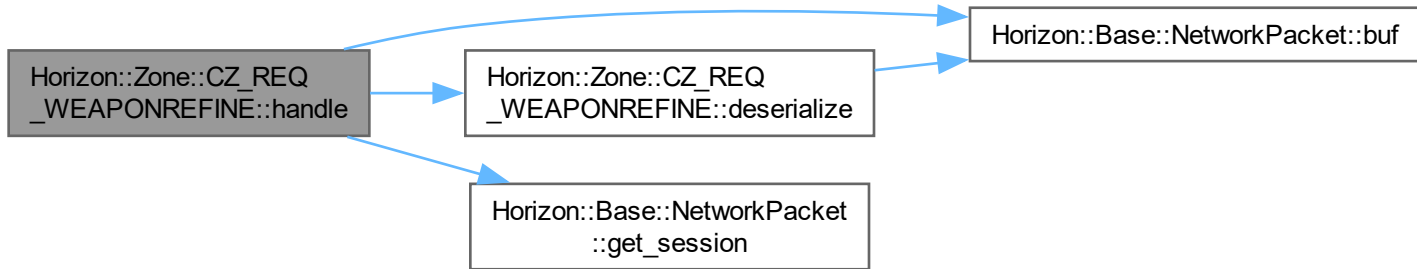 Horizon::Zone::CZ_REQ
_WEAPONREFINE::handle
Horizon::Zone::CZ_REQ
_WEAPONREFINE::deserialize
Horizon::Base::NetworkPacket::buf
Horizon::Base::NetworkPacket
::get_session